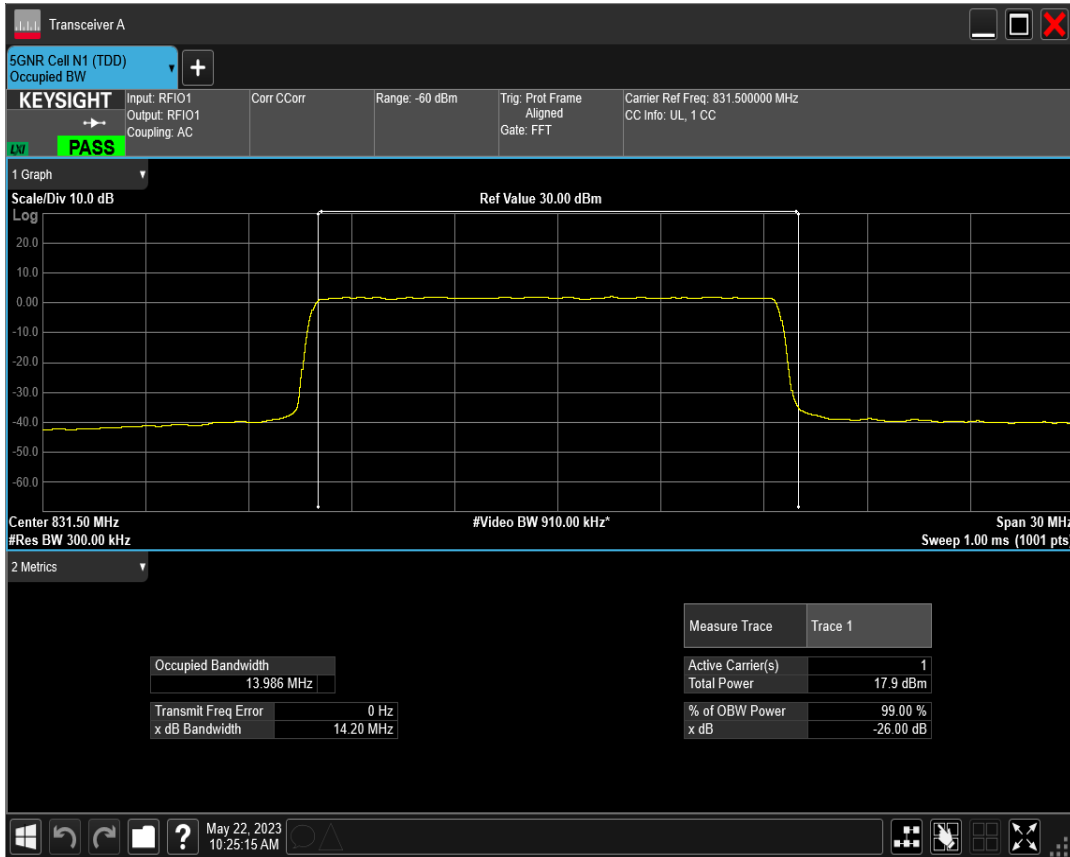 Transceiver A
5GNR Cell N1 (TDD)
Occupied BW
+
KEYSIGHT
LXI
PASS
Input: RFIO1
Output: RFIO1
Coupling: AC
Corr CCorr
Range: -60 dBm
Trig: Prot Frame
Aligned
Gate: FFT
Carrier Ref Freq: 831.500000 MHz
CC Info: UL, 1 CC
1 Graph
Scale/Div 10.0 dB
Ref Value 30.00 dBm
Log
20.0
10.0
0.00
-10.0
-20.0
-30.0
-40.0
-50.0
-60.0
Center 831.50 MHz
#Video BW 910.00 kHz*
Span 30 MHz
#Res BW 300.00 kHz
Sweep 1.00 ms (1001 pts)
2 Metrics
Measure Trace Trace 1
Occupied Bandwidth
13.986 MHz
Active Carrier(s) 1
Total Power 17.9 dBm
Transmit Freq Error 0 Hz
x dB Bandwidth 14.20 MHz
% of OBW Power 99.00 %
x dB -26.00 dB
?
May 22, 2023
10:25:15 AM